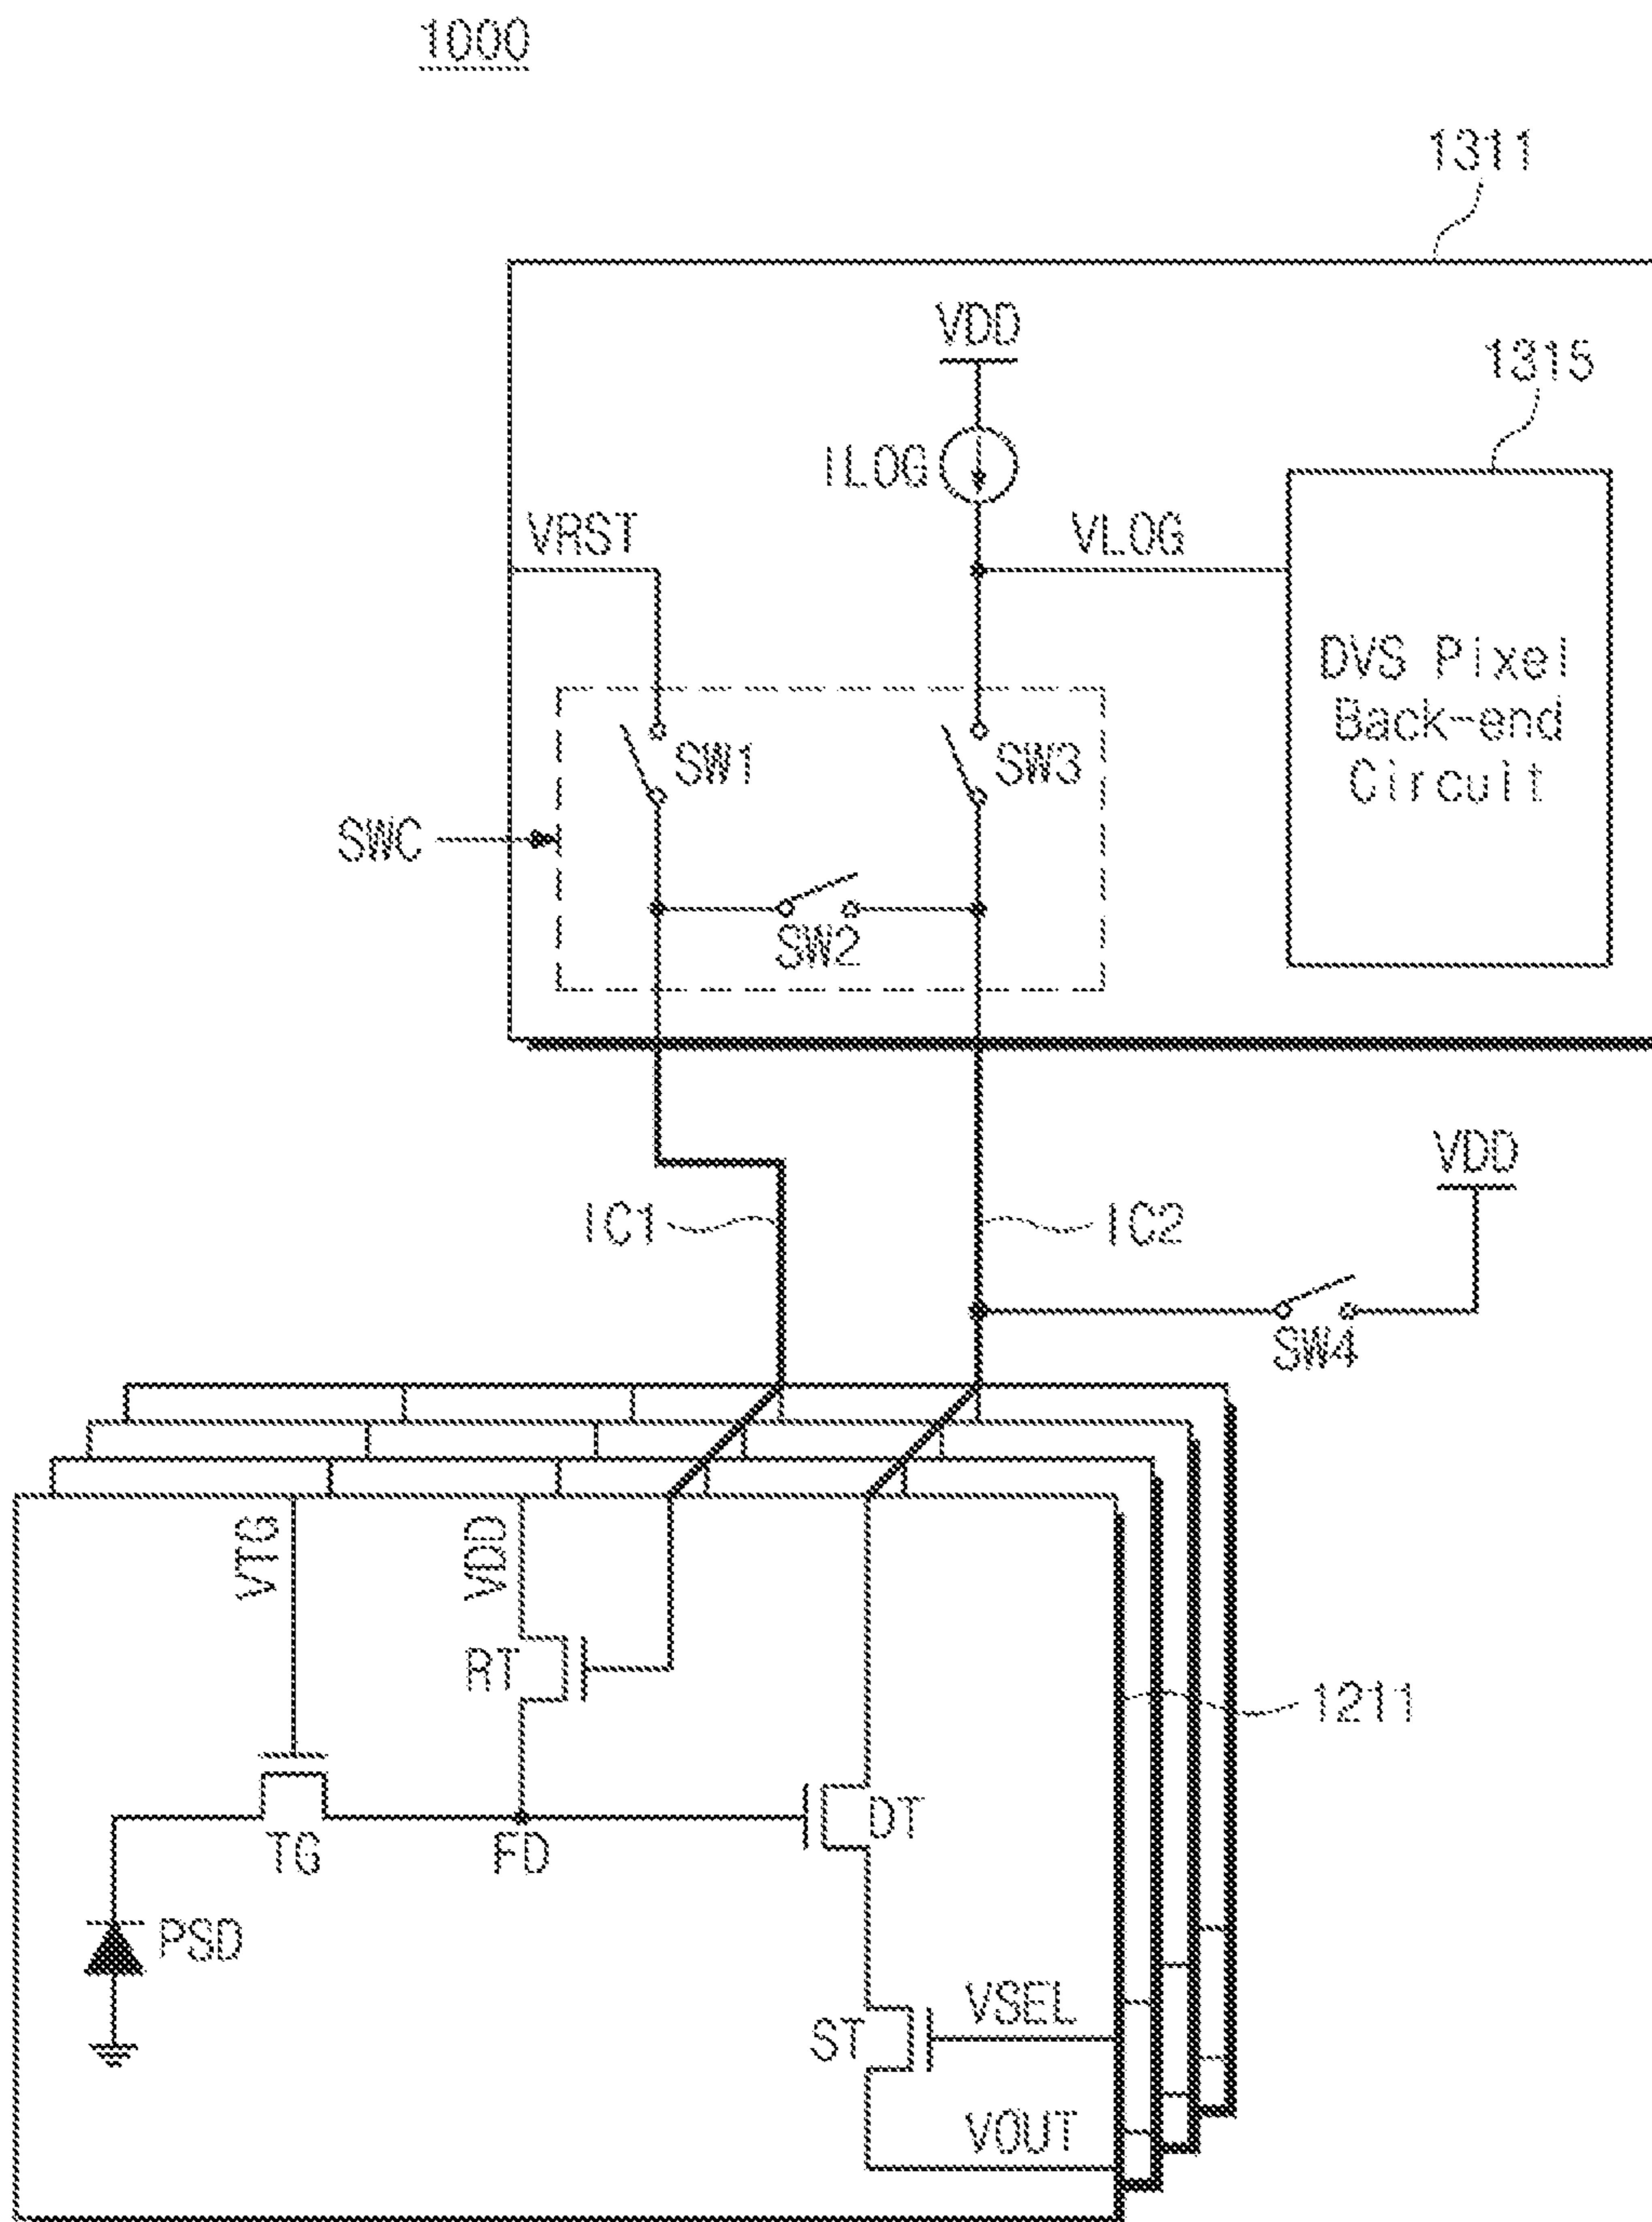 1000
1311
VDD
1315
ILOG
VRST
VLOG
DVS Pixel
Back-end
Circuit
SW1
SW3
SWC
SW2
VDD
IC1
IC2
SW4
VTG
VDD
RT
1211
TG
FD
DT
PSD
VSEL
ST
VOUT